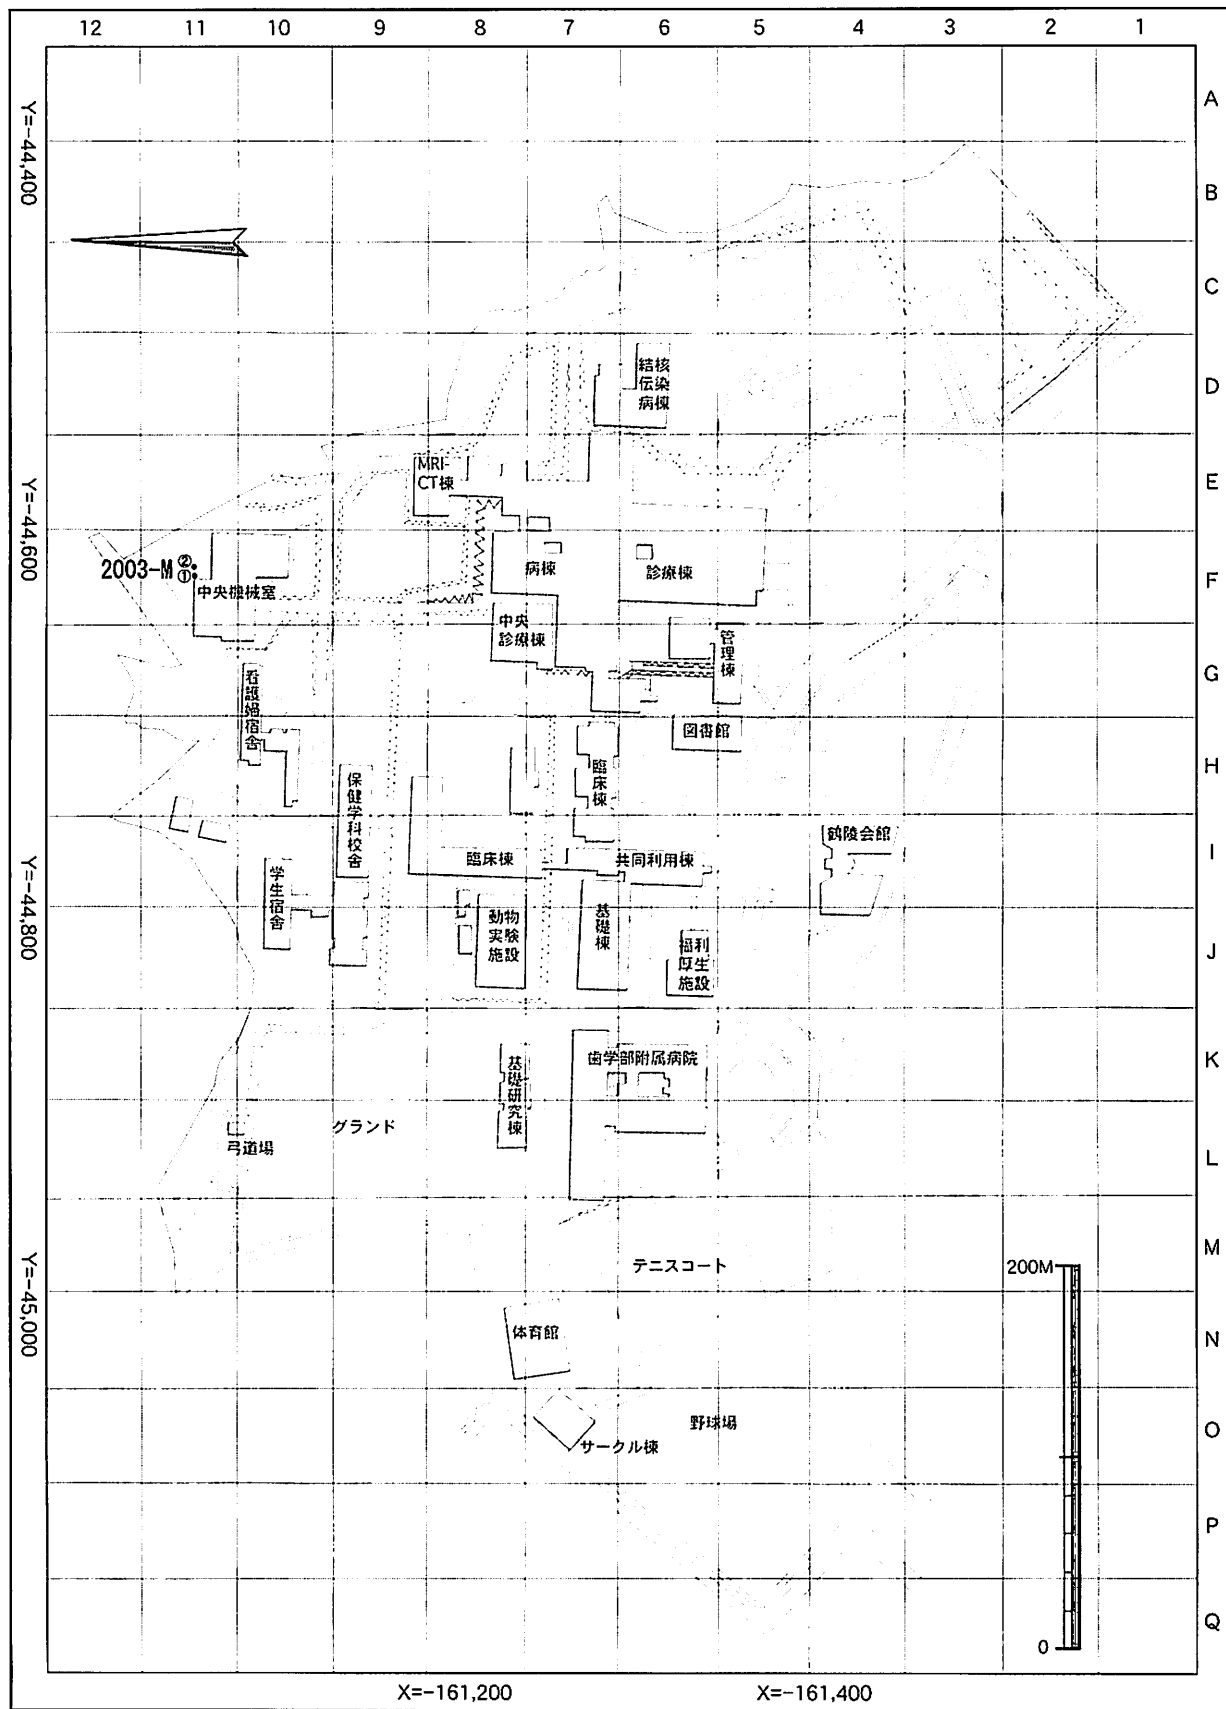 12 11 10 9 8 7 6 5 4 3 2 1
A
B
C
D
E
F
G
H
I
J
K
L
M
N
O
P
Q
Y=-44,400
Y=-44,600
Y=-44,800
Y=-45,000
X=-161,200
X=-161,400
結核
伝染
病棟
MRI-
CT棟
2003-M ②
①
中央機械室
病棟
診療棟
中央
診療棟
管理棟
看護婦宿舎
図書館
臨床棟
保健学科校舎
鶴陵会館
臨床棟
共同利用棟
学生宿舎
動物
実験
施設
基礎棟
福利
厚生
施設
歯学部附属病院
基礎研究棟
グランド
弓道場
テニスコート
200M
体育館
野球場
サークル棟
0